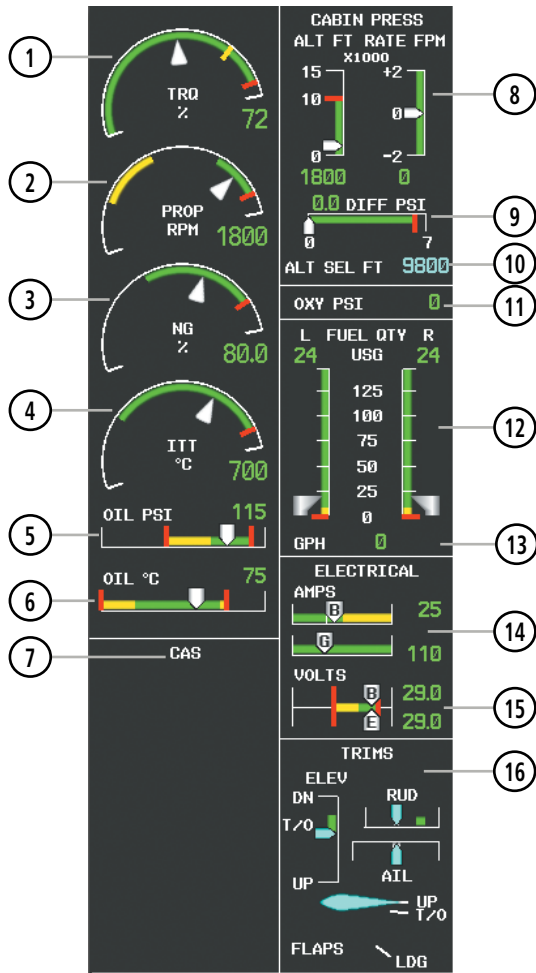 1
TRQ
%
72
2
PROP
RPM
1800
3
NG
%
80.0
4
ITT
°C
700
5
OIL PSI
115
6
OIL °C
75
7
CAS
CABIN PRESS
ALT FT RATE FPM
X1000
15
10
0
+2
0
-2
8
1800
0
0.0 DIFF PSI
9
0
7
ALT SEL FT 9800
10
OXY PSI 0
11
L FUEL QTY R
24 USG 24
125
100
75
50
25
0
12
GPH 0
13
ELECTRICAL
AMPS
B
25
G
110
14
VOLTS
B
29.0
E
29.0
15
TRIMS
16
ELEV
DN
T/O
UP
RUD
AIL
UP
T/O
FLAPS
LDG